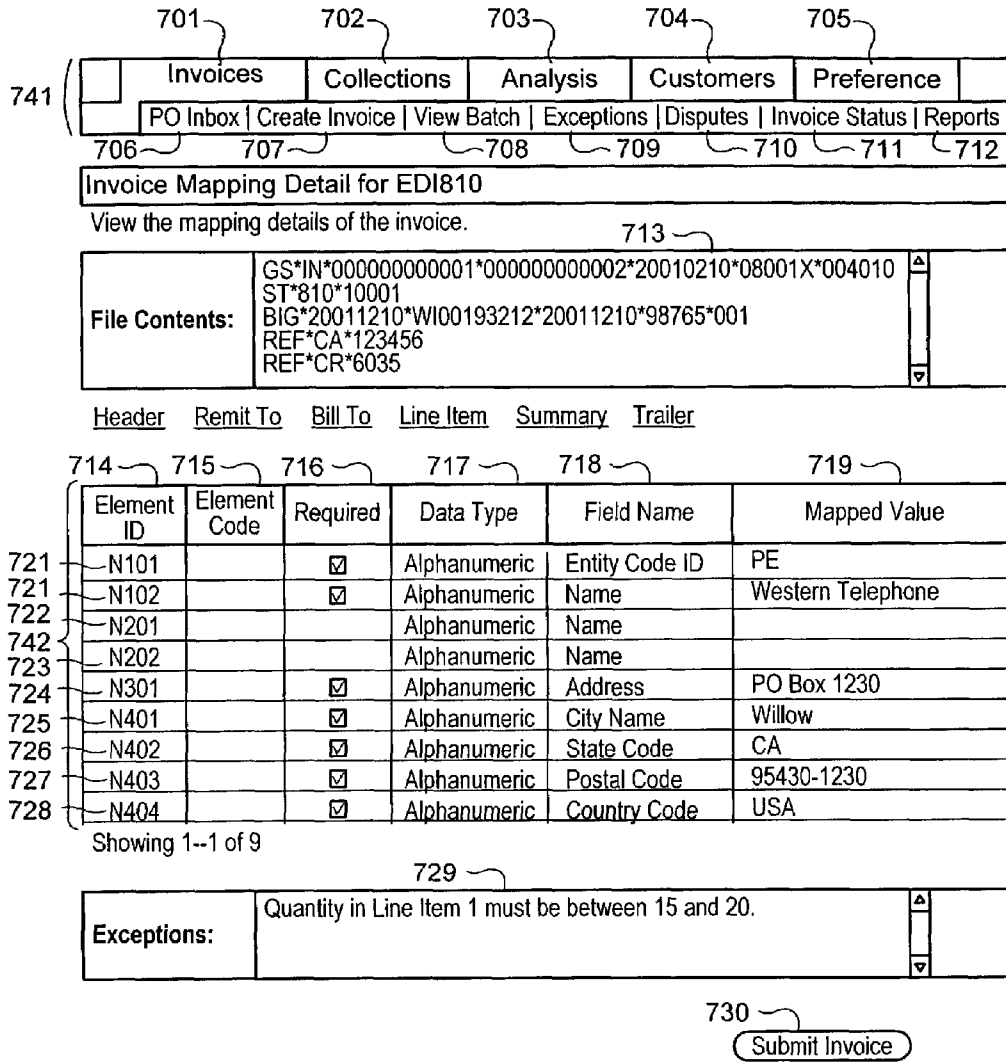 701 702 703 704 705
741
Invoices Collections Analysis Customers Preference
PO Inbox | Create Invoice | View Batch | Exceptions | Disputes | Invoice Status | Reports
706 707 708 709 710 711 712
Invoice Mapping Detail for EDI810
View the mapping details of the invoice.
713
File Contents:
GS*IN*000000000001*000000000002*20010210*08001X*004010
ST*810*10001
BIG*20011210*WI00193212*20011210*98765*001
REF*CA*123456
REF*CR*6035
Header Remit To Bill To Line Item Summary Trailer
714 715 716 717 718 719
Element ID Element Code Required Data Type Field Name Mapped Value
721 N101 Alphanumeric Entity Code ID PE
721 N102 Alphanumeric Name Western Telephone
722 N201 Alphanumeric Name
742
723 N202 Alphanumeric Name
724 N301 Alphanumeric Address PO Box 1230
725 N401 Alphanumeric City Name Willow
726 N402 Alphanumeric State Code CA
727 N403 Alphanumeric Postal Code 95430-1230
728 N404 Alphanumeric Country Code USA
Showing 1--1 of 9
729
Exceptions: Quantity in Line Item 1 must be between 15 and 20.
730
Submit Invoice